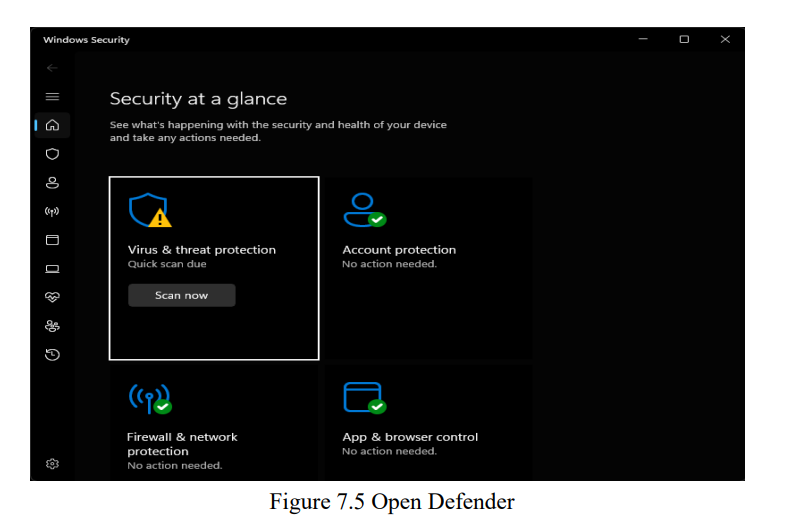 Windows Security
Security at a glance
See what's happening with the security and health of your device
and take any actions needed.
Virus & threat protection
Quick scan due
Scan now
Account protection
No action needed.
Firewall & network
protection
No action needed.
App & browser control
No action needed.
Figure 7.5 Open Defender